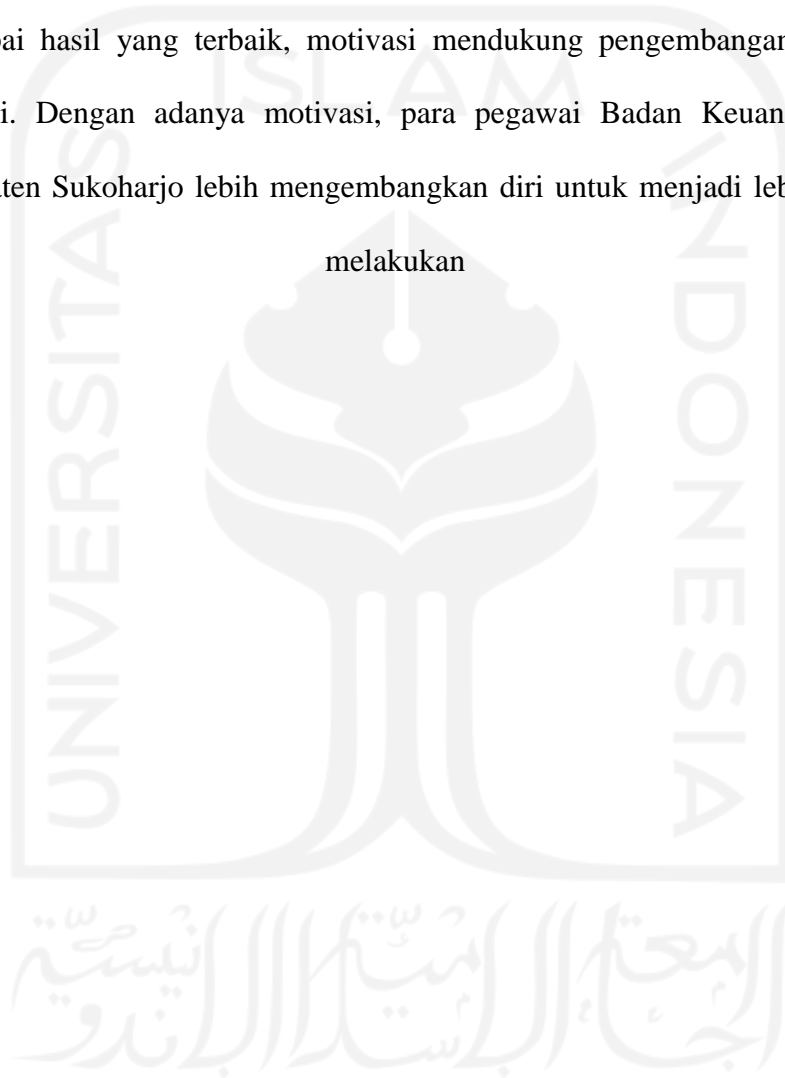 bai hasil yang terbaik, motivasi mendukung pengembangan
i. Dengan adanya motivasi, para pegawai Badan Keuan
aten Sukoharjo lebih mengembangkan diri untuk menjadi leb
melakukan
ISLAM
UNIVERSITAS
INDONESIA